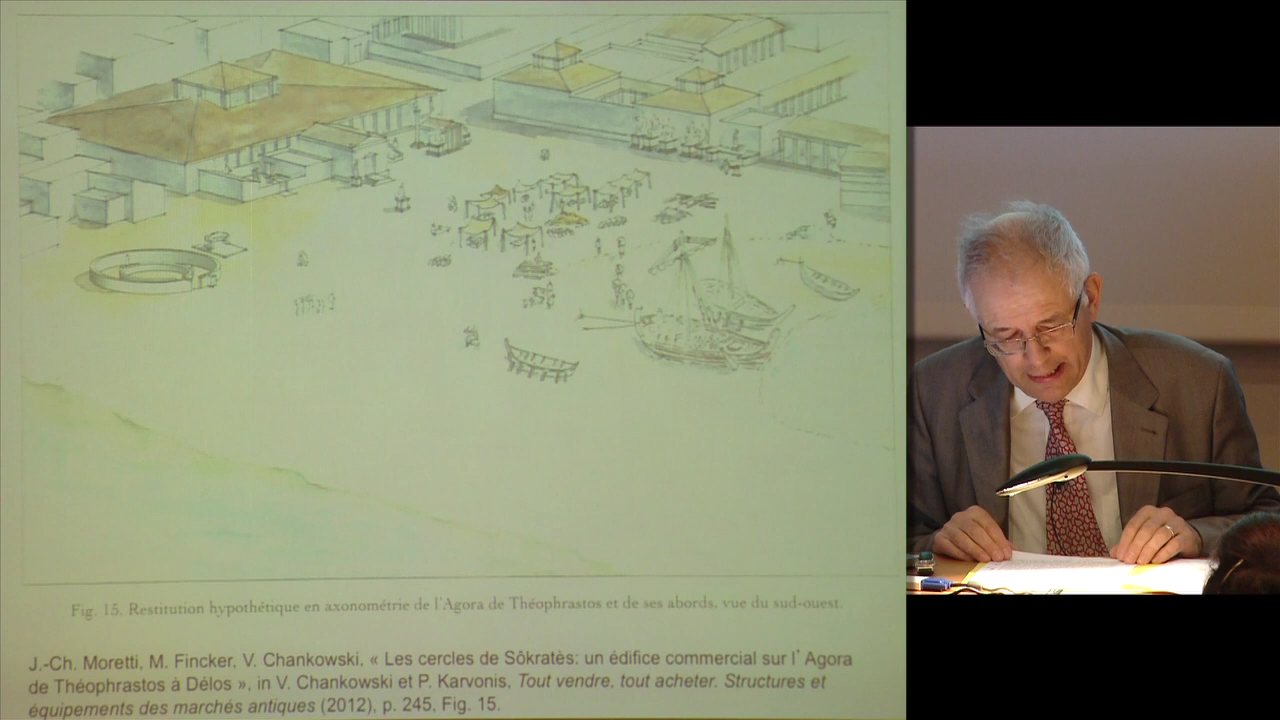 Fig. 15. Restitution hypothétique en axonométrie de l'Agora de Théophrastos et de ses abords, vue du sud-ouest.
J.-Ch. Moretti, M. Fincker, V. Chankowski, « Les cercles de Sôkratès: un édifice commercial sur l' Agora
de Théophrastos à Délos », in V. Chankowski et P. Karvonis, Tout vendre, tout acheter. Structures et
équipements des marchés antiques (2012), p. 245, Fig. 15.